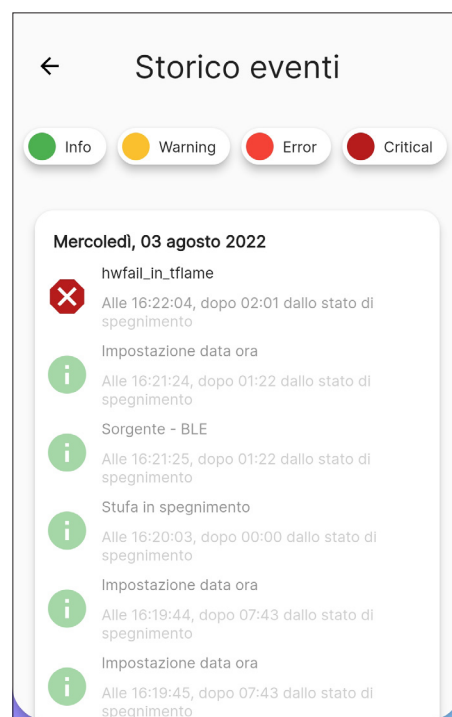 Storico eventi
Info
Warning
Error
Critical
Mercoledì, 03 agosto 2022
hwfail_in_tflame
Alle 16:22:04, dopo 02:01 dallo stato di
spegnimento
Impostazione data ora
Alle 16:21:24, dopo 01:22 dallo stato di
spegnimento
Sorgente - BLE
Alle 16:21:25, dopo 01:22 dallo stato di
spegnimento
Stufa in spegnimento
Alle 16:20:03, dopo 00:00 dallo stato di
spegnimento
Impostazione data ora
Alle 16:19:44, dopo 07:43 dallo stato di
spegnimento
Impostazione data ora
Alle 16:19:45, dopo 07:43 dallo stato di
spegnimento